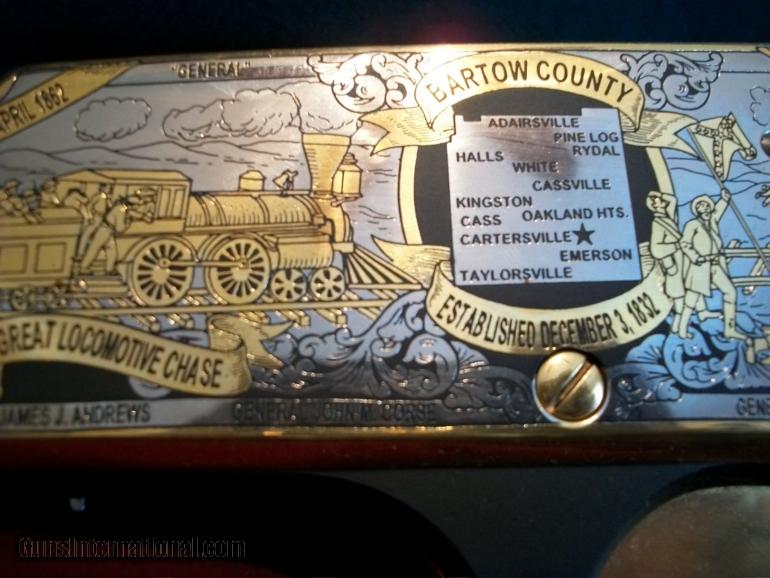 APRIL 1862
"GENERAL"
BARTOW COUNTY
ADAIRSVILLE
PINE LOG
HALLS
RYDAL
WHITE
CASSVILLE
KINGSTON
CASS
OAKLAND HTS.
CARTERSVILLE
EMERSON
TAYLORSVILLE
ESTABLISHED DECEMBER 3, 1832
GREAT LOCOMOTIVE CHASE
JAMES J. ANDREWS
GENERAL JOHN M. CORSE
GENE
GunsInternational.com